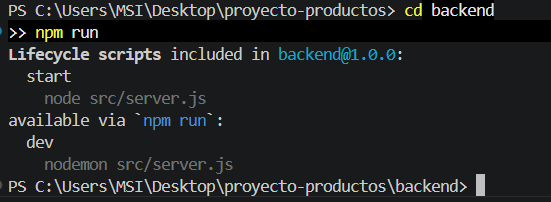 PS C:\Users\MSI\Desktop\proyecto-productos> cd backend
>> npm run
Lifecycle scripts included in backend@1.0.0:
  start
    node src/server.js
available via `npm run`:
  dev
    nodemon src/server.js
PS C:\Users\MSI\Desktop\proyecto-productos\backend>